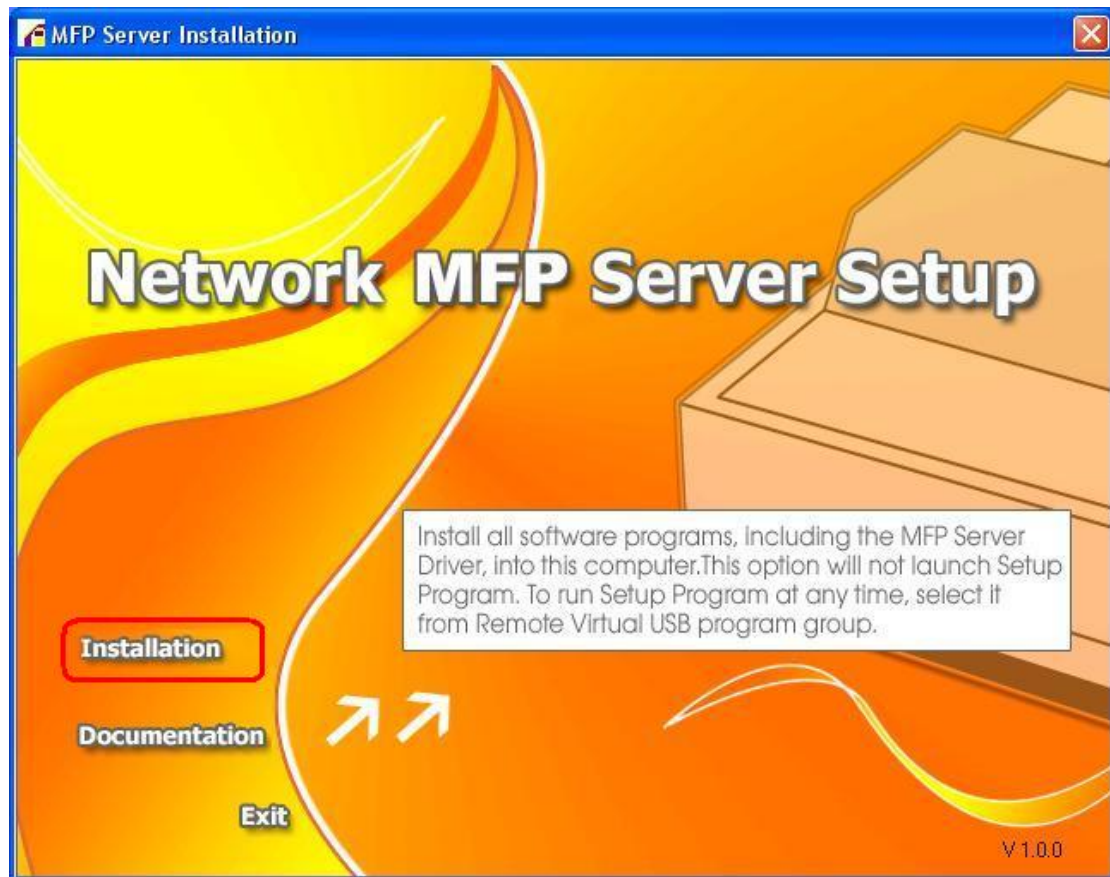 MFP Server Installation
Network MFP Server Setup
Install all software programs, including the MFP Server
Driver, into this computer.This option will not launch Setup
Program. To run Setup Program at any time, select it
from Remote Virtual USB program group.
Installation
Documentation
Exit
V 1.0.0